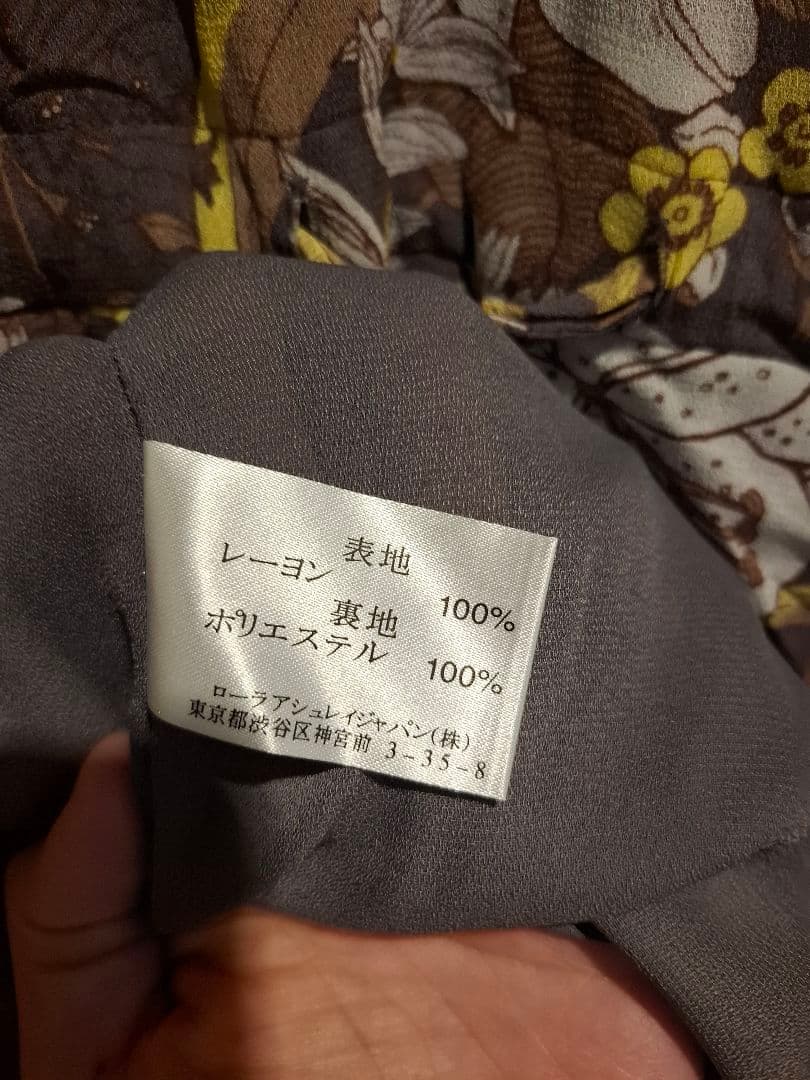 表地
レーヨン 100%
裏地
ポリエステル 100%
ローラアシュレイジャパン(株)
東京都渋谷区神宮前 3-35-8